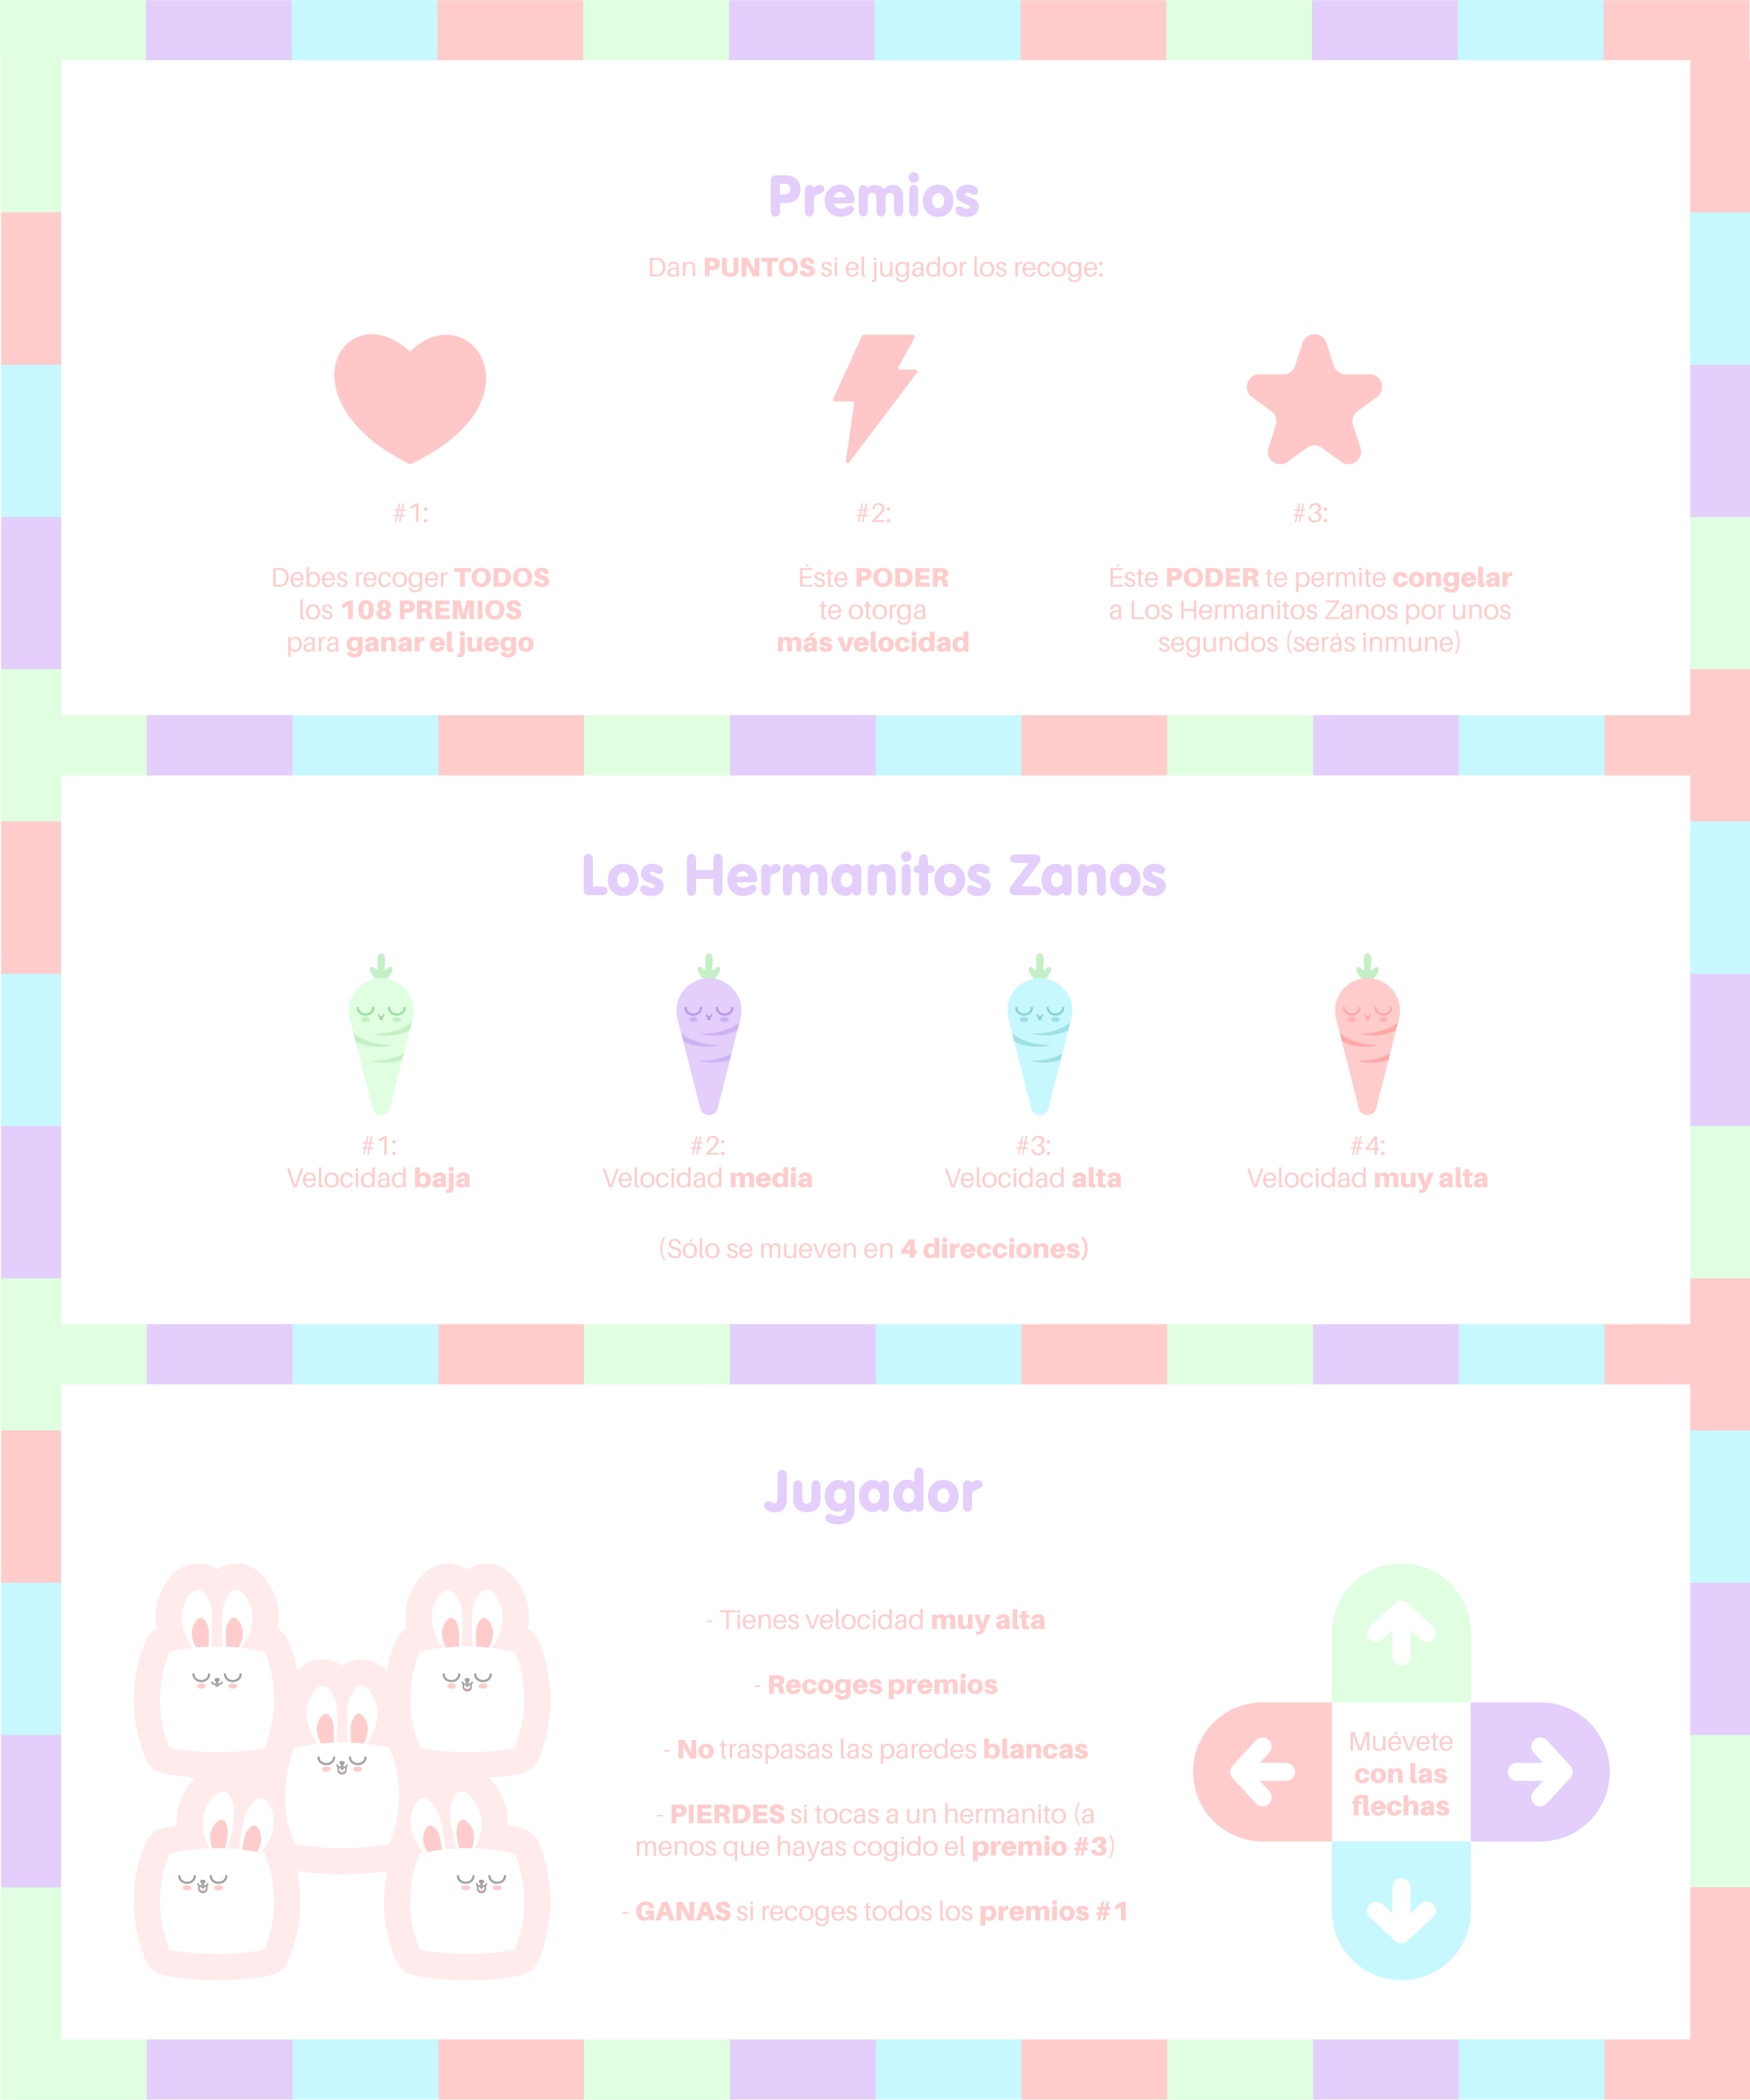 Premios
Dan PUNTOS si el jugador los recoge:
#1:
Debes recoger TODOS
los 108 PREMIOS
para ganar el juego
#2:
Éste PODER
te otorga
más velocidad
#3:
Éste PODER te permite congelar
a Los Hermanitos Zanos por unos
segundos (serás inmune)
Los Hermanitos Zanos
#1:
Velocidad baja
#2:
Velocidad media
#3:
Velocidad alta
#4:
Velocidad muy alta
(Sólo se mueven en 4 direcciones)
Jugador
- Tienes velocidad muy alta
- Recoges premios
- No traspasas las paredes blancas
- PIERDES si tocas a un hermanito (a
menos que hayas cogido el premio #3)
- GANAS si recoges todos los premios #1
Muévete
con las
flechas